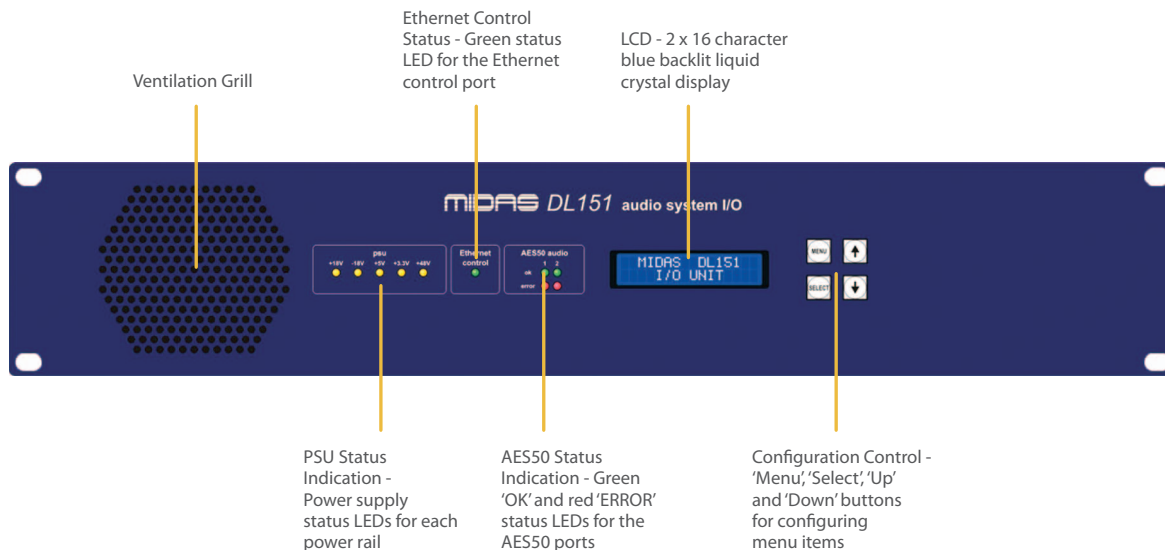 Ethernet Control
Status - Green status
LED for the Ethernet
control port
LCD - 2 x 16 character
blue backlit liquid
crystal display
Ventilation Grill
MIDAS DL151 audio system I/O
psu
+18V -18V +5V +3.3V +48V
Ethernet
control
AES50 audio
1 2
ok
error
MIDAS DL151
I/O UNIT
MENU
SELECT
PSU Status
Indication -
Power supply
status LEDs for each
power rail
AES50 Status
Indication - Green
‘OK’ and red ‘ERROR’
status LEDs for the
AES50 ports
Configuration Control -
‘Menu’, ‘Select’, ‘Up’
and ‘Down’ buttons
for configuring
menu items